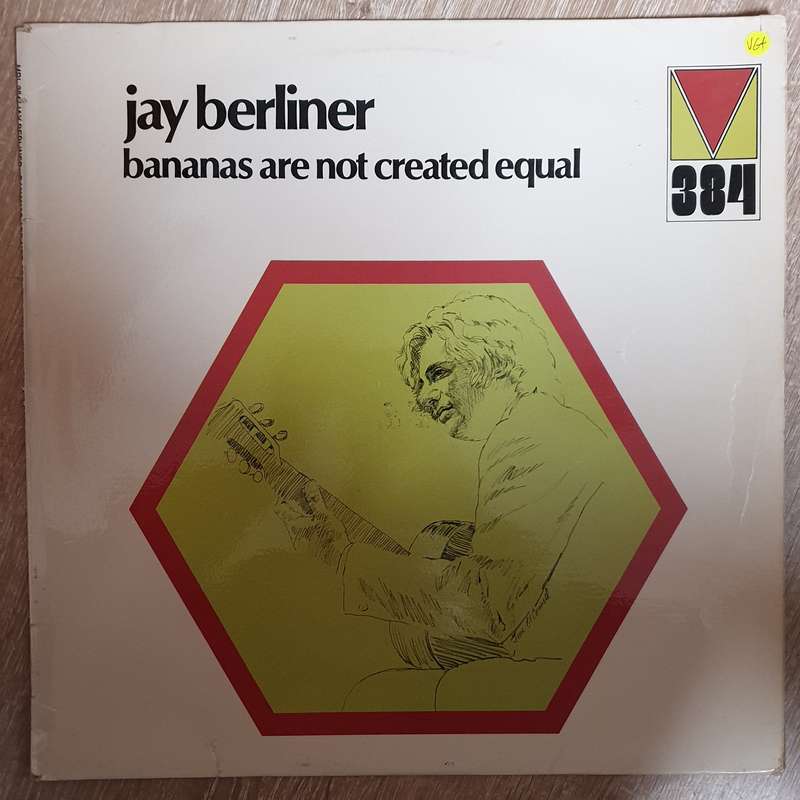 jay berliner
bananas are not created equal
384
VG+